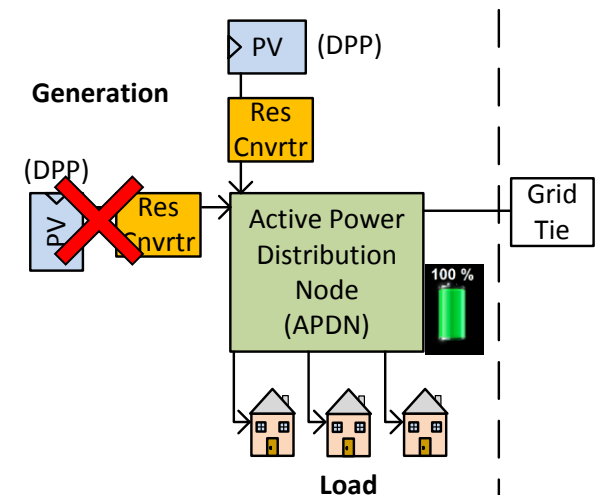 PV
(DPP)
Generation
Res
Cnvrtr
(DPP)
PV
Res
Cnvrtr
Active Power
Distribution
Node
(APDN)
Grid
Tie
100 %
Load